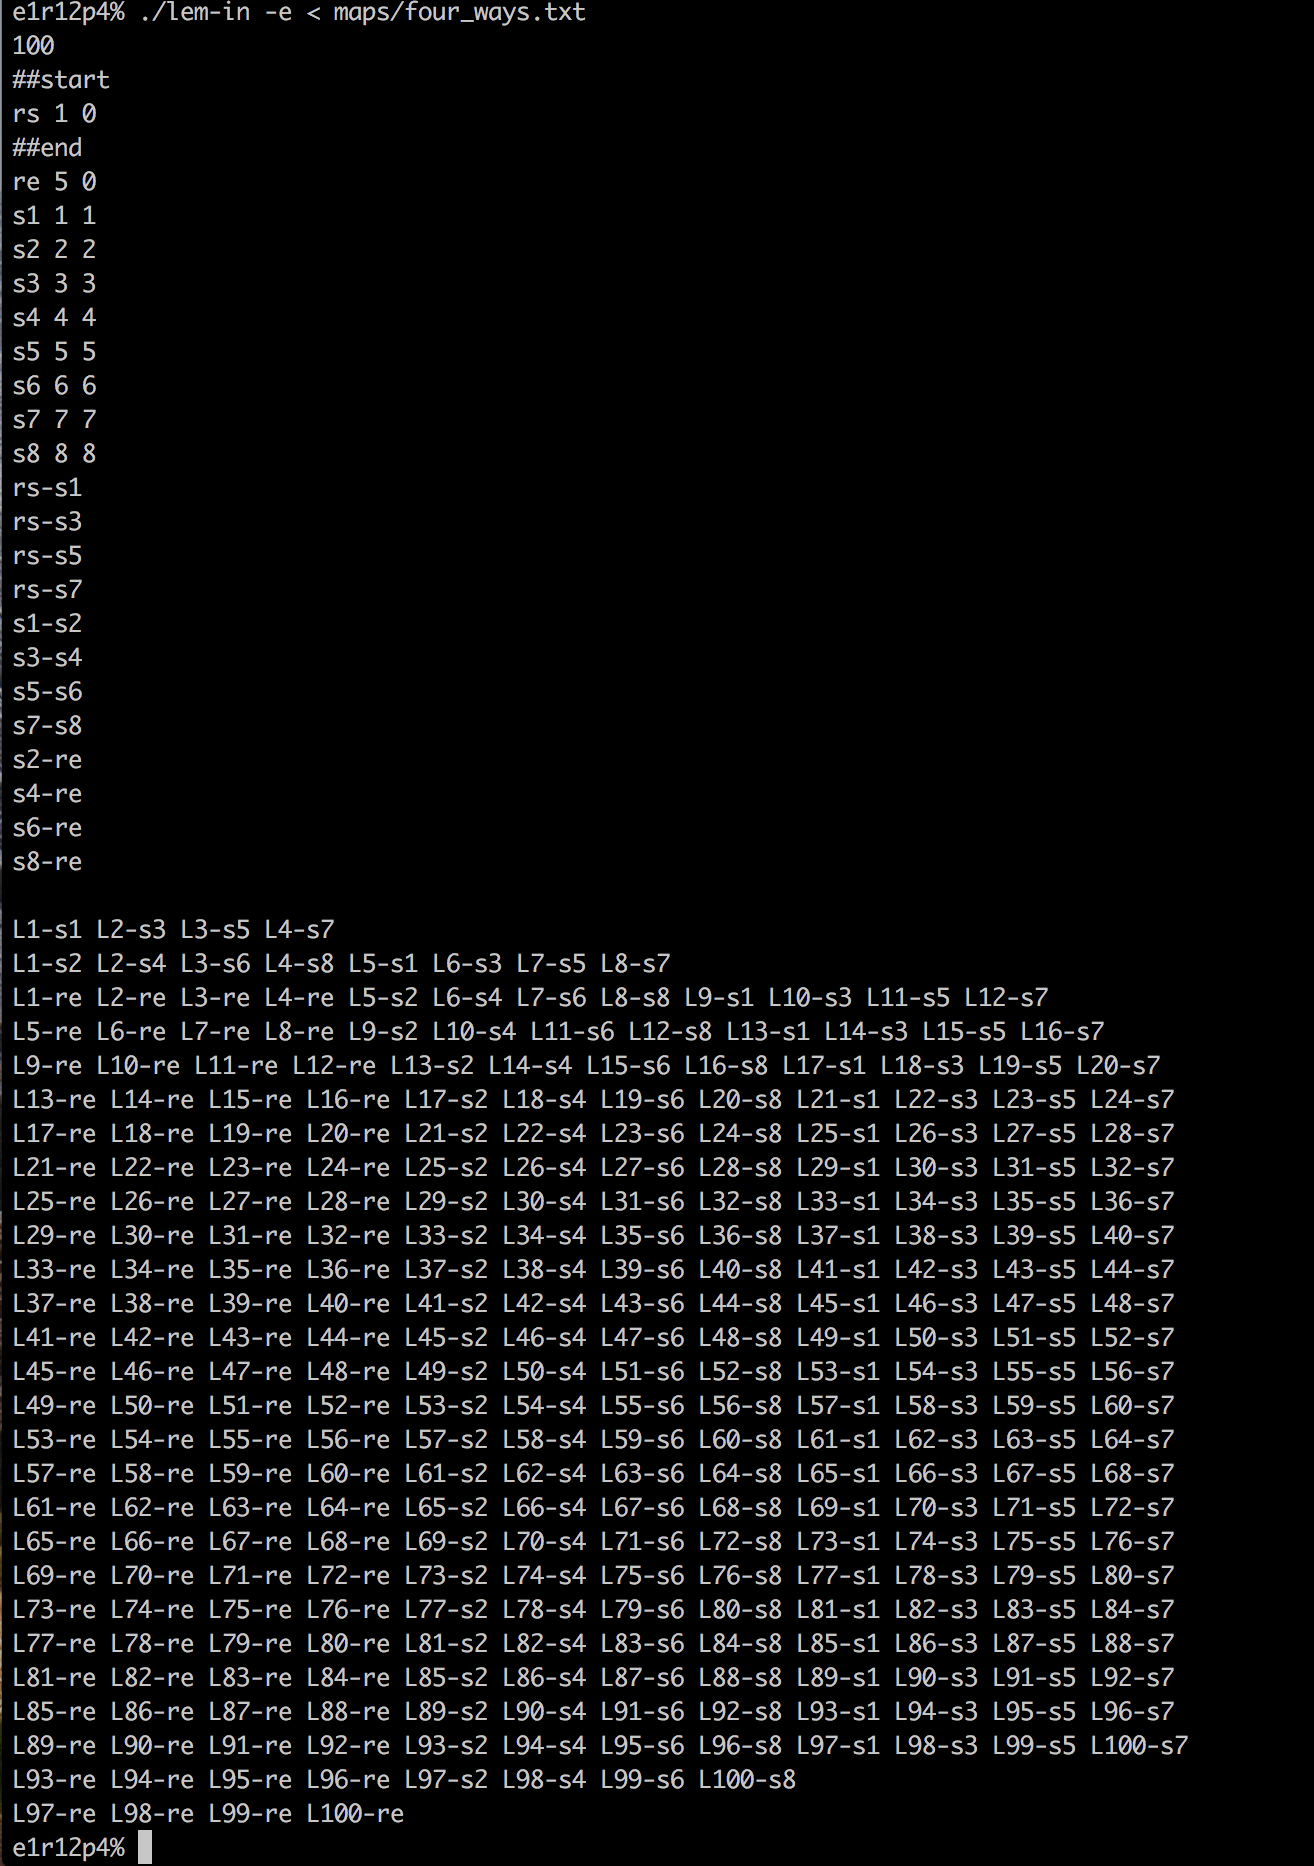 e1r12p4% ./lem-in -e < maps/four_ways.txt
100
##start
rs 1 0
##end
re 5 0
s1 1 1
s2 2 2
s3 3 3
s4 4 4
s5 5 5
s6 6 6
s7 7 7
s8 8 8
rs-s1
rs-s3
rs-s5
rs-s7
s1-s2
s3-s4
s5-s6
s7-s8
s2-re
s4-re
s6-re
s8-re

L1-s1 L2-s3 L3-s5 L4-s7
L1-s2 L2-s4 L3-s6 L4-s8 L5-s1 L6-s3 L7-s5 L8-s7
L1-re L2-re L3-re L4-re L5-s2 L6-s4 L7-s6 L8-s8 L9-s1 L10-s3 L11-s5 L12-s7
L5-re L6-re L7-re L8-re L9-s2 L10-s4 L11-s6 L12-s8 L13-s1 L14-s3 L15-s5 L16-s7
L9-re L10-re L11-re L12-re L13-s2 L14-s4 L15-s6 L16-s8 L17-s1 L18-s3 L19-s5 L20-s7
L13-re L14-re L15-re L16-re L17-s2 L18-s4 L19-s6 L20-s8 L21-s1 L22-s3 L23-s5 L24-s7
L17-re L18-re L19-re L20-re L21-s2 L22-s4 L23-s6 L24-s8 L25-s1 L26-s3 L27-s5 L28-s7
L21-re L22-re L23-re L24-re L25-s2 L26-s4 L27-s6 L28-s8 L29-s1 L30-s3 L31-s5 L32-s7
L25-re L26-re L27-re L28-re L29-s2 L30-s4 L31-s6 L32-s8 L33-s1 L34-s3 L35-s5 L36-s7
L29-re L30-re L31-re L32-re L33-s2 L34-s4 L35-s6 L36-s8 L37-s1 L38-s3 L39-s5 L40-s7
L33-re L34-re L35-re L36-re L37-s2 L38-s4 L39-s6 L40-s8 L41-s1 L42-s3 L43-s5 L44-s7
L37-re L38-re L39-re L40-re L41-s2 L42-s4 L43-s6 L44-s8 L45-s1 L46-s3 L47-s5 L48-s7
L41-re L42-re L43-re L44-re L45-s2 L46-s4 L47-s6 L48-s8 L49-s1 L50-s3 L51-s5 L52-s7
L45-re L46-re L47-re L48-re L49-s2 L50-s4 L51-s6 L52-s8 L53-s1 L54-s3 L55-s5 L56-s7
L49-re L50-re L51-re L52-re L53-s2 L54-s4 L55-s6 L56-s8 L57-s1 L58-s3 L59-s5 L60-s7
L53-re L54-re L55-re L56-re L57-s2 L58-s4 L59-s6 L60-s8 L61-s1 L62-s3 L63-s5 L64-s7
L57-re L58-re L59-re L60-re L61-s2 L62-s4 L63-s6 L64-s8 L65-s1 L66-s3 L67-s5 L68-s7
L61-re L62-re L63-re L64-re L65-s2 L66-s4 L67-s6 L68-s8 L69-s1 L70-s3 L71-s5 L72-s7
L65-re L66-re L67-re L68-re L69-s2 L70-s4 L71-s6 L72-s8 L73-s1 L74-s3 L75-s5 L76-s7
L69-re L70-re L71-re L72-re L73-s2 L74-s4 L75-s6 L76-s8 L77-s1 L78-s3 L79-s5 L80-s7
L73-re L74-re L75-re L76-re L77-s2 L78-s4 L79-s6 L80-s8 L81-s1 L82-s3 L83-s5 L84-s7
L77-re L78-re L79-re L80-re L81-s2 L82-s4 L83-s6 L84-s8 L85-s1 L86-s3 L87-s5 L88-s7
L81-re L82-re L83-re L84-re L85-s2 L86-s4 L87-s6 L88-s8 L89-s1 L90-s3 L91-s5 L92-s7
L85-re L86-re L87-re L88-re L89-s2 L90-s4 L91-s6 L92-s8 L93-s1 L94-s3 L95-s5 L96-s7
L89-re L90-re L91-re L92-re L93-s2 L94-s4 L95-s6 L96-s8 L97-s1 L98-s3 L99-s5 L100-s7
L93-re L94-re L95-re L96-re L97-s2 L98-s4 L99-s6 L100-s8
L97-re L98-re L99-re L100-re
e1r12p4%